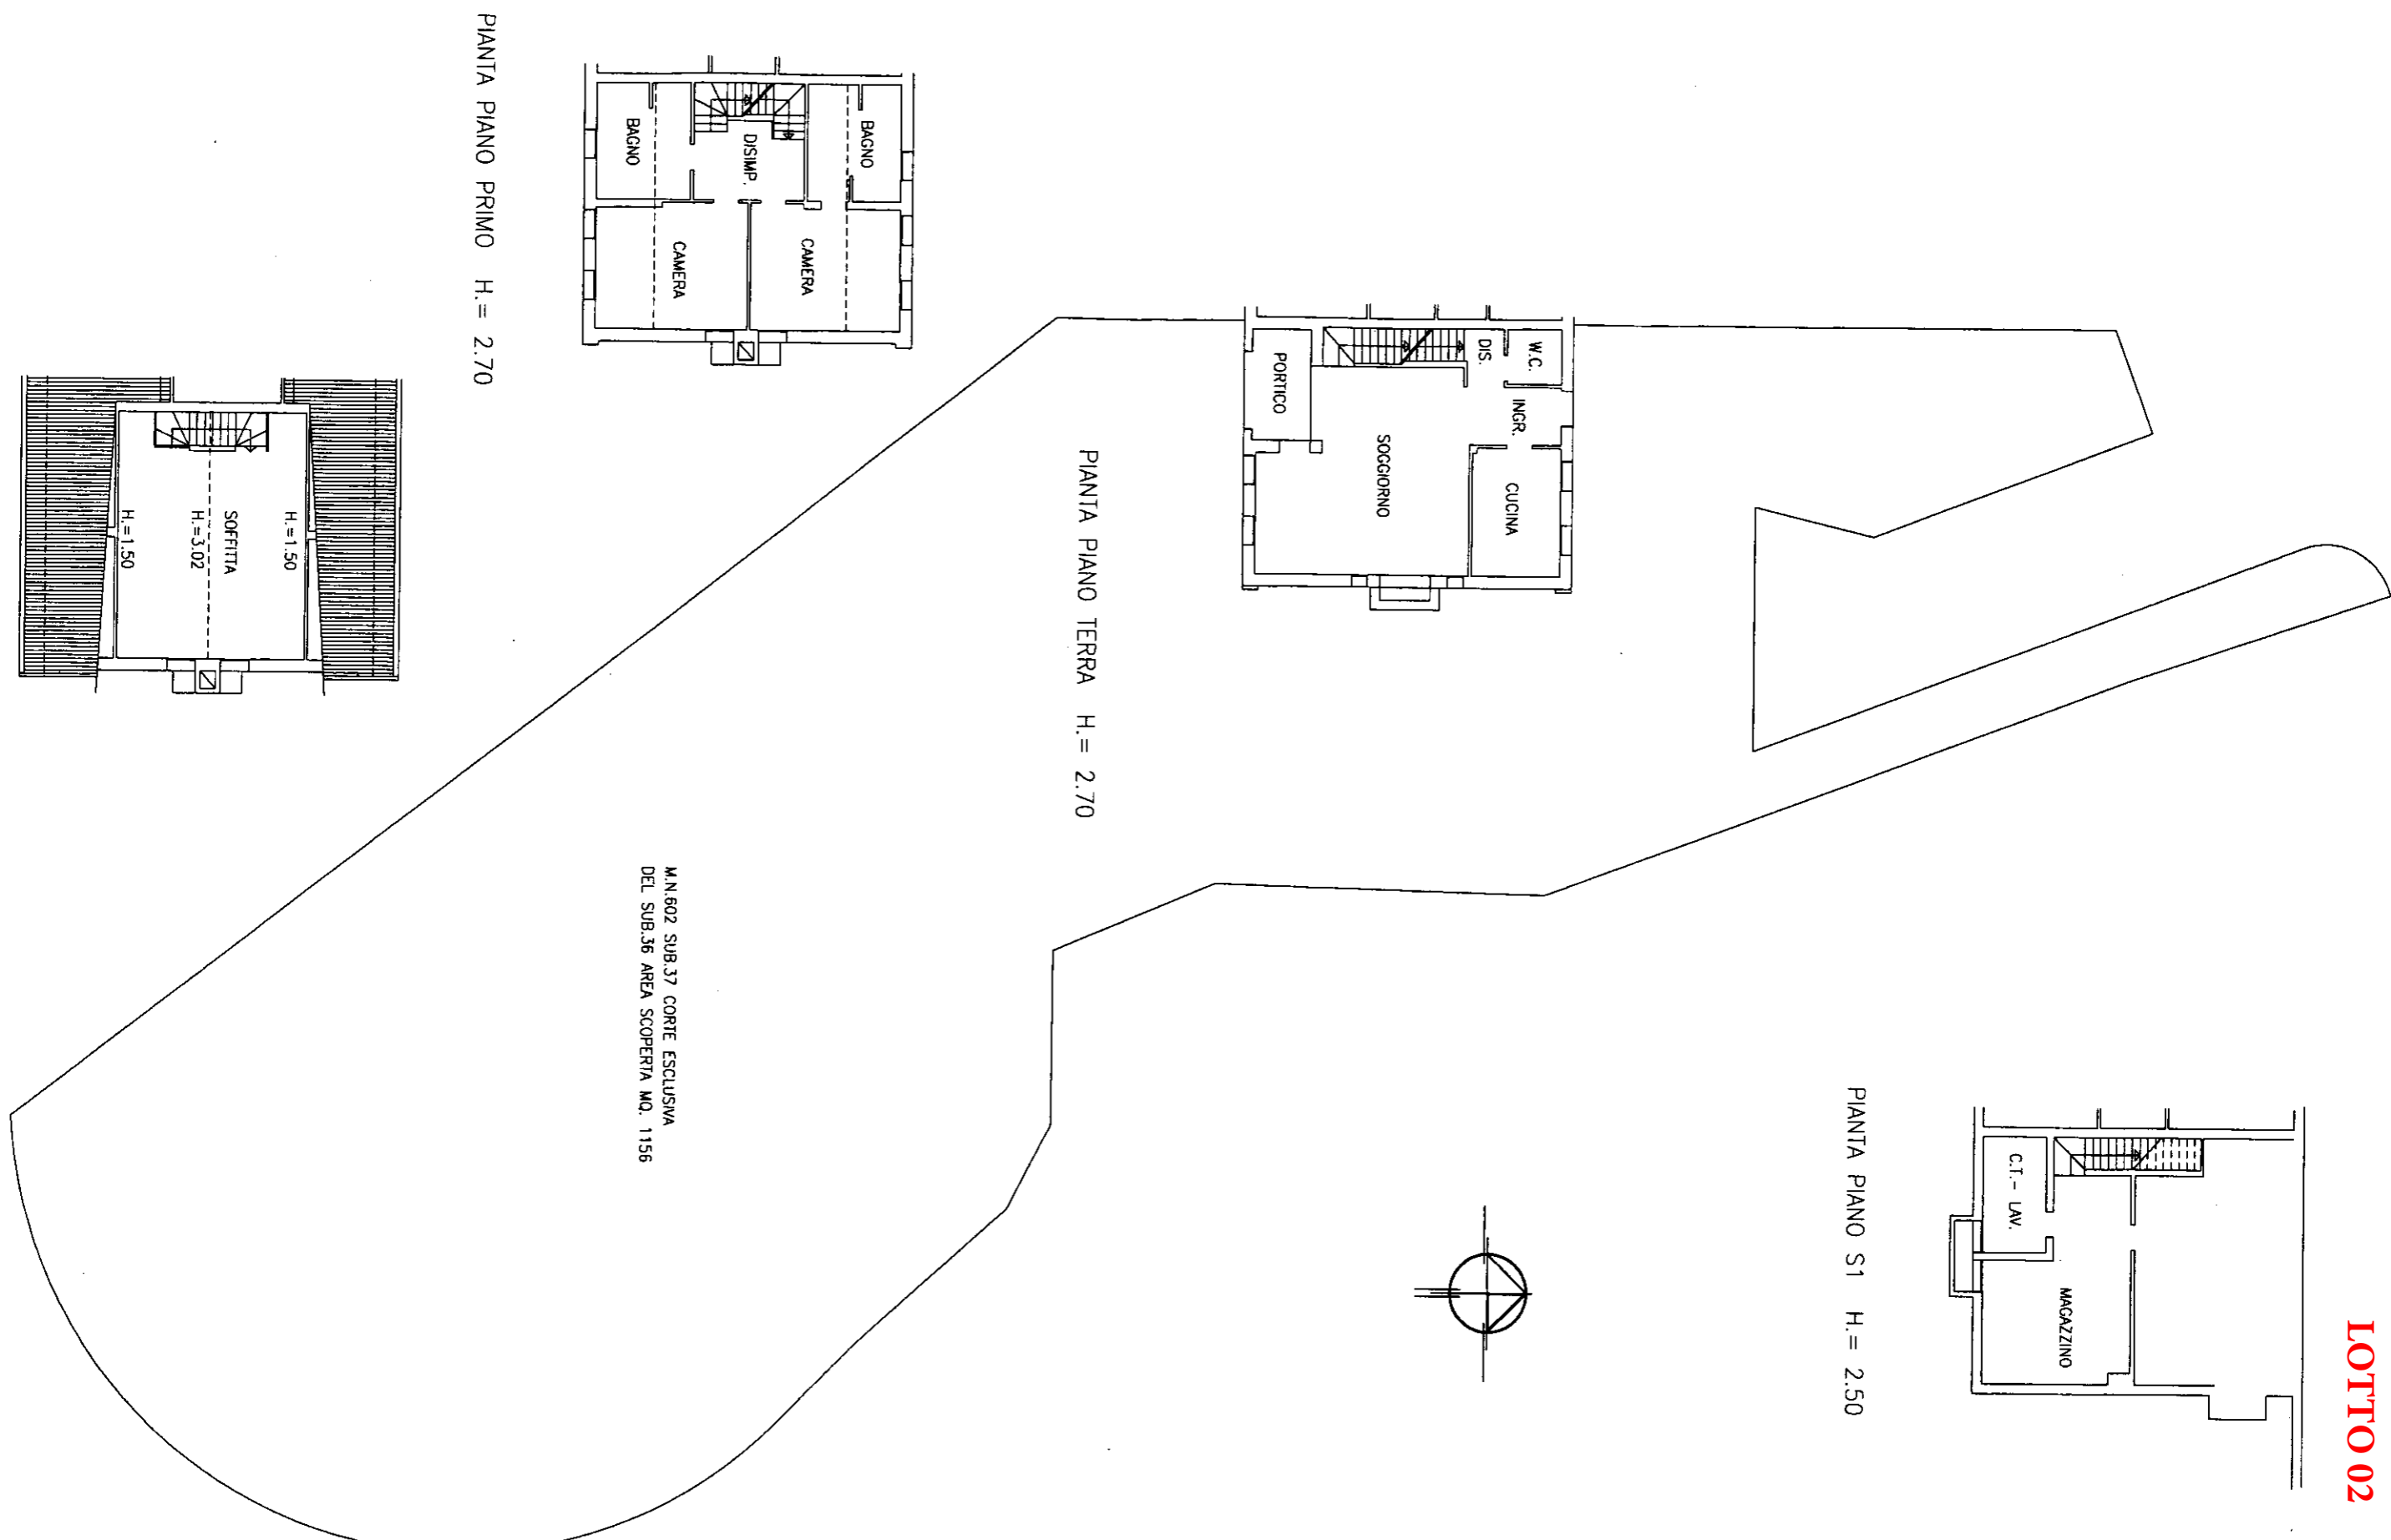 LOTTO 02
PIANTA PIANO S1 H.= 2.50
C.T.- LAV.
MAGAZZINO
PIANTA PIANO TERRA H.= 2.70
W.C.
DIS.
INGR.
CUCINA
PORTICO
SOGGIORNO
M.N.602 SUB.37 CORTE ESCLUSIVA
DEL SUB.36 AREA SCOPERTA MQ. 1156
PIANTA PIANO PRIMO H.= 2.70
BAGNO
DISIMP.
BAGNO
CAMERA
CAMERA
H.=1.50
SOFFITTA
H.=3.02
H.=1.50